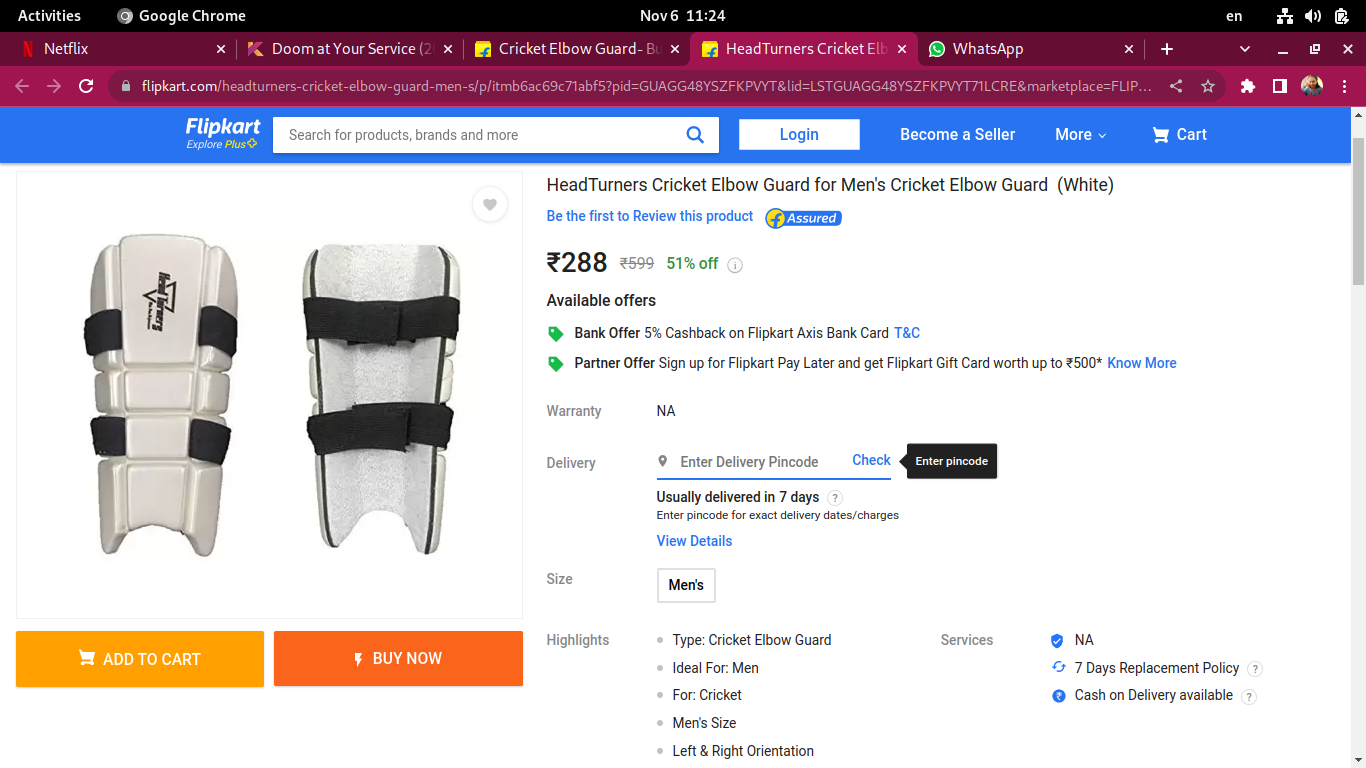 Activities
Google Chrome
Nov 6 11:24
en
Netflix
Doom at Your Service (2
Cricket Elbow Guard- Bu
HeadTurners Cricket Elb
WhatsApp
flipkart.com/headturners-cricket-elbow-guard-men-s/p/itmb6ac69c71abf5?pid=GUAGG48YSZFKPVYT&lid=LSTGUAGG48YSZFKPVYT71LCRE&marketplace=FLIP...
Flipkart
Explore Plus
Search for products, brands and more
Login
Become a Seller
More
Cart
Head Turners
HeadTurners Cricket Elbow Guard for Men's Cricket Elbow Guard (White)
Be the first to Review this product
Assured
₹288 ₹599 51% off
Available offers
Bank Offer 5% Cashback on Flipkart Axis Bank Card T&C
Partner Offer Sign up for Flipkart Pay Later and get Flipkart Gift Card worth up to ₹500* Know More
Warranty
NA
Delivery
Enter Delivery Pincode
Check
Enter pincode
Usually delivered in 7 days ?
Enter pincode for exact delivery dates/charges
View Details
Size
Men's
ADD TO CART
BUY NOW
Highlights
Type: Cricket Elbow Guard
Ideal For: Men
For: Cricket
Men's Size
Left & Right Orientation
Services
NA
7 Days Replacement Policy ?
Cash on Delivery available ?